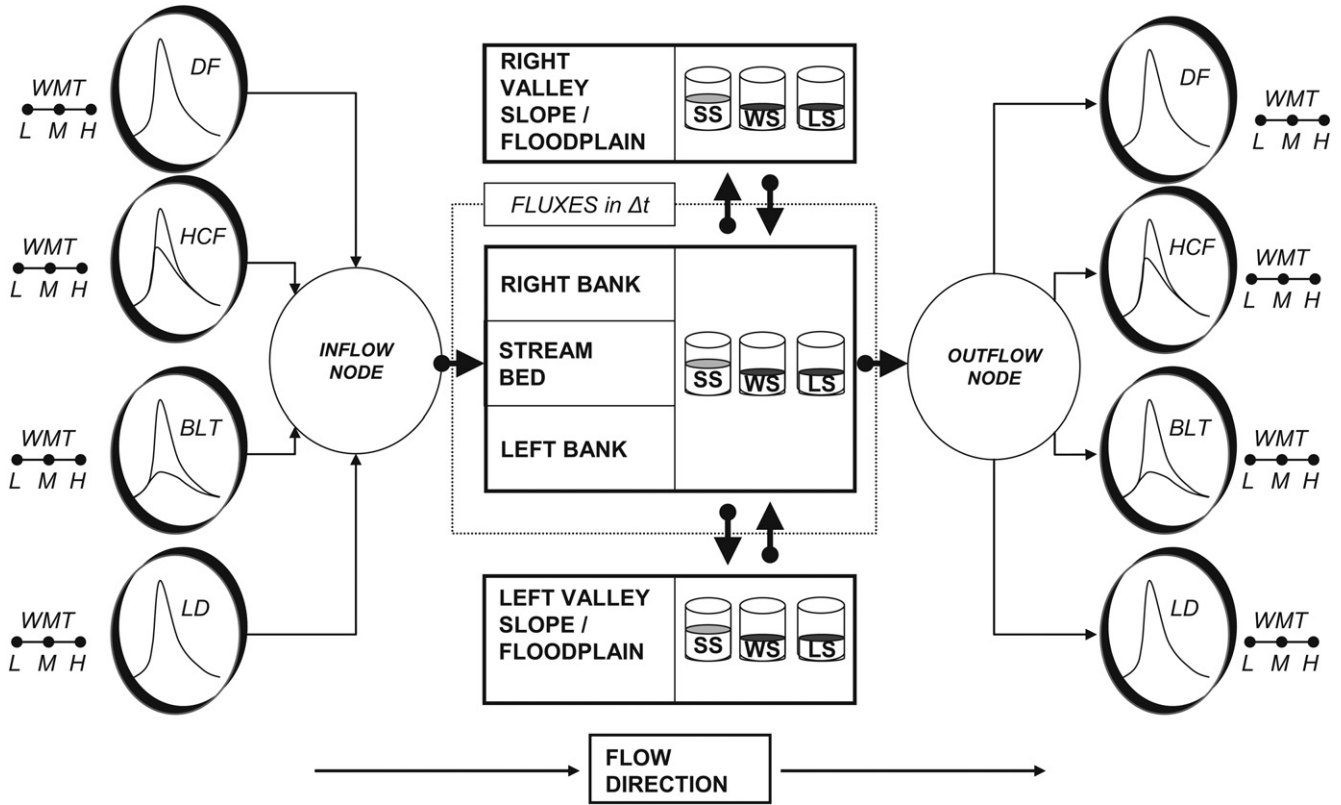 DF
WMT
L M H
HCF
WMT
L M H
BLT
WMT
L M H
LD
WMT
L M H
INFLOW
NODE
RIGHT
VALLEY
SLOPE /
FLOODPLAIN
SS WS LS
FLUXES in Δt
RIGHT BANK
STREAM
BED
LEFT BANK
SS WS LS
LEFT VALLEY
SLOPE /
FLOODPLAIN
SS WS LS
OUTFLOW
NODE
DF
WMT
L M H
HCF
WMT
L M H
BLT
WMT
L M H
LD
WMT
L M H
FLOW
DIRECTION